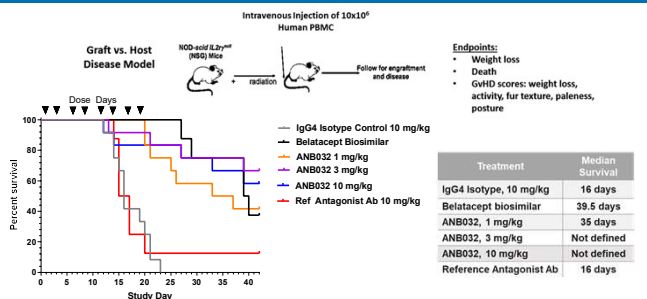 Intravenous Injection of 10x10⁶
Human PBMC
Graft vs. Host
Disease Model
NOD-scid IL2rγnull
(NSG) Mice
+ radiation
Follow for engraftment
and disease
Endpoints:
• Weight loss
• Death
• GvHD scores: weight loss,
activity, fur texture, paleness,
posture
Dose Days
100
80
60
40
20
0
0 5 10 15 20 25 30 35 40
Percent survival
Study Day
IgG4 Isotype Control 10 mg/kg
Belatacept Biosimilar
ANB032 1 mg/kg
ANB032 3 mg/kg
ANB032 10 mg/kg
Ref Antagonist Ab 10 mg/kg
Treatment Median
Survival
IgG4 Isotype, 10 mg/kg 16 days
Belatacept biosimilar 39.5 days
ANB032, 1 mg/kg 35 days
ANB032, 3 mg/kg Not defined
ANB032, 10 mg/kg Not defined
Reference Antagonist Ab 16 days